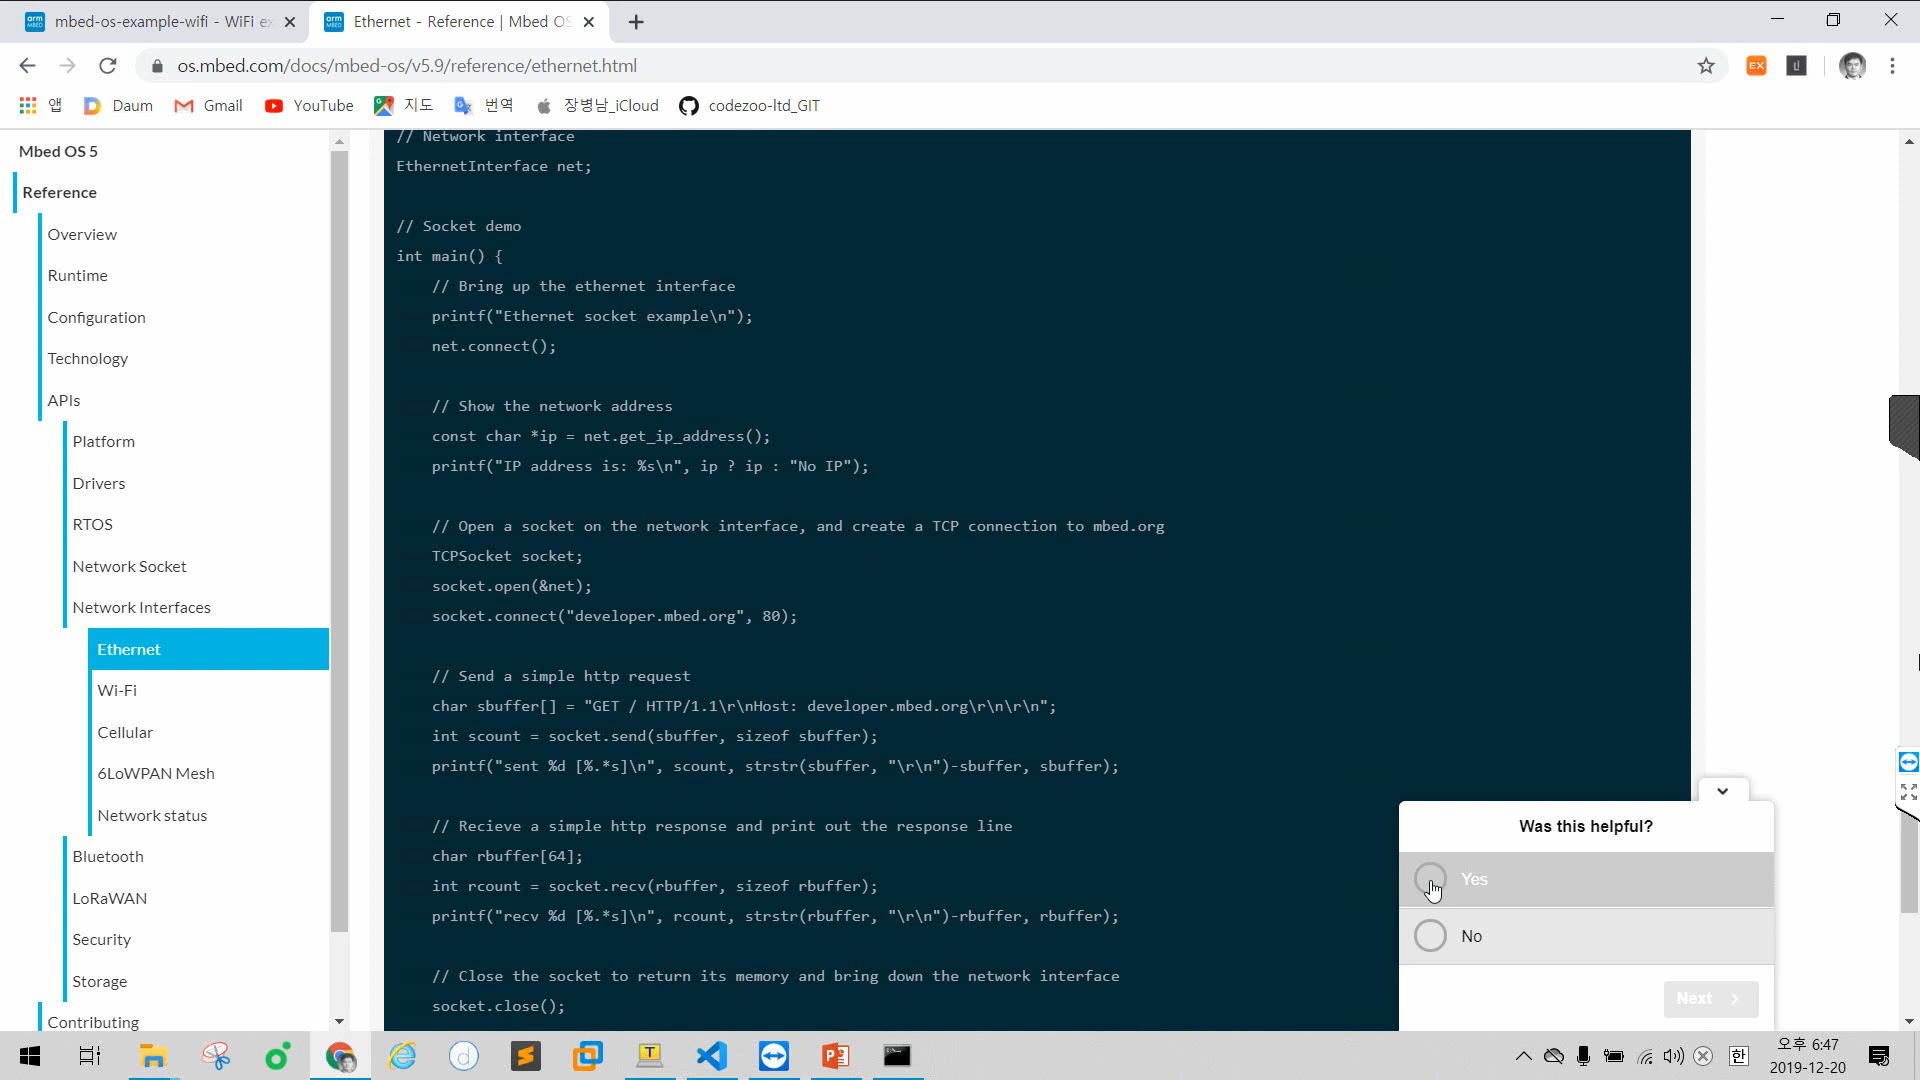 mbed-os-example-wifi - WiFi ex
Ethernet - Reference | Mbed OS
os.mbed.com/docs/mbed-os/v5.9/reference/ethernet.html
앱
Daum
Gmail
YouTube
지도
번역
장병남_iCloud
codezoo-ltd_GIT
Mbed OS 5
Reference
Overview
Runtime
Configuration
Technology
APIs
Platform
Drivers
RTOS
Network Socket
Network Interfaces
Ethernet
Wi-Fi
Cellular
6LoWPAN Mesh
Network status
Bluetooth
LoRaWAN
Security
Storage
Contributing
// Network interface
EthernetInterface net;
// Socket demo
int main() {
// Bring up the ethernet interface
printf("Ethernet socket example\n");
net.connect();
// Show the network address
const char *ip = net.get_ip_address();
printf("IP address is: %s\n", ip ? ip : "No IP");
// Open a socket on the network interface, and create a TCP connection to mbed.org
TCPSocket socket;
socket.open(&net);
socket.connect("developer.mbed.org", 80);
// Send a simple http request
char sbuffer[] = "GET / HTTP/1.1\r\nHost: developer.mbed.org\r\n\r\n";
int scount = socket.send(sbuffer, sizeof sbuffer);
printf("sent %d [%.*s]\n", scount, strstr(sbuffer, "\r\n")-sbuffer, sbuffer);
// Recieve a simple http response and print out the response line
char rbuffer[64];
int rcount = socket.recv(rbuffer, sizeof rbuffer);
printf("recv %d [%.*s]\n", rcount, strstr(rbuffer, "\r\n")-rbuffer, rbuffer);
// Close the socket to return its memory and bring down the network interface
socket.close();
Was this helpful?
Yes
No
Next
한
오후 6:47
2019-12-20